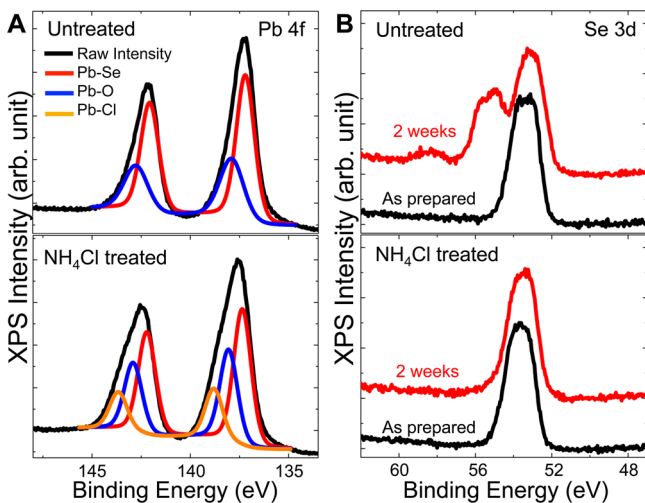 A
Untreated
Pb 4f
Raw Intensity
Pb-Se
Pb-O
Pb-Cl
NH₄Cl treated
XPS Intensity (arb. unit)
145
140
135
Binding Energy (eV)
B
Untreated
Se 3d
2 weeks
As prepared
NH₄Cl treated
2 weeks
As prepared
XPS Intensity (arb. unit)
60
56
52
48
Binding Energy (eV)